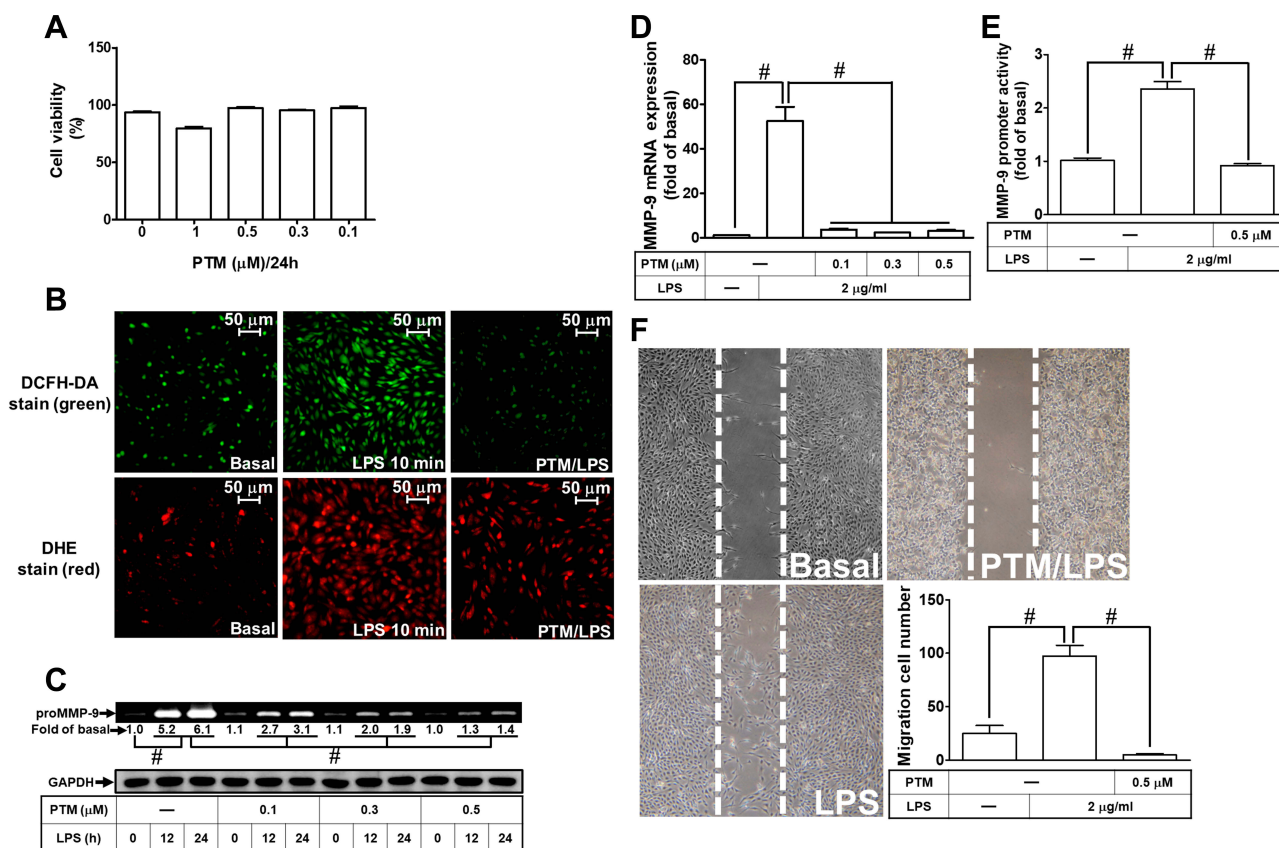 A
Cell viability
(%)
150
100
50
0
0 1 0.5 0.3 0.1
PTM (μM)/24h
B
DCFH-DA
stain (green)
50 μm
Basal
50 μm
LPS 10 min
50 μm
PTM/LPS
DHE
stain (red)
50 μm
Basal
50 μm
LPS 10 min
50 μm
PTM/LPS
C
proMMP-9
Fold of basal 1.0 5.2 6.1 1.1 2.7 3.1 1.1 2.0 1.9 1.0 1.3 1.4
# #
GAPDH
PTM (μM) — 0.1 0.3 0.5
LPS (h) 0 12 24 0 12 24 0 12 24 0 12 24
D
MMP-9 mRNA expression
(fold of basal)
80
60
40
20
0
# #
PTM (μM) — 0.1 0.3 0.5
LPS — 2 μg/ml
E
MMP-9 promoter activity
(fold of basal)
3
2
1
0
# #
PTM — 0.5 μM
LPS — 2 μg/ml
F
Basal
PTM/LPS
LPS
Migration cell number
150
100
50
0
# #
PTM — 0.5 μM
LPS — 2 μg/ml